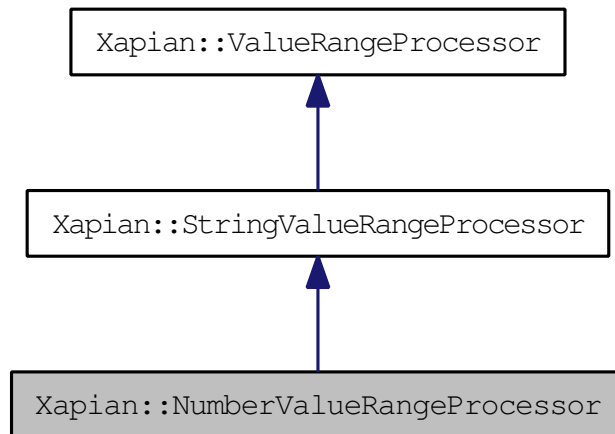 Xapian::ValueRangeProcessor
Xapian::StringValueRangeProcessor
Xapian::NumberValueRangeProcessor